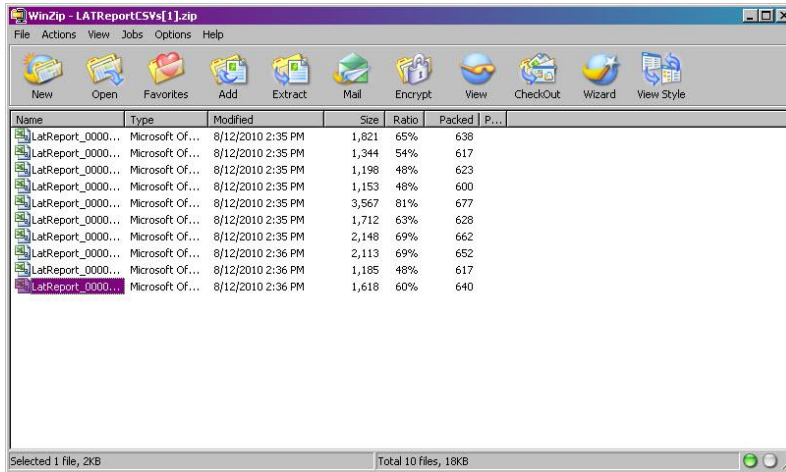 WinZip - LATReportCSVs[1].zip
File Actions View Jobs Options Help
New Open Favorites Add Extract Mail Encrypt View CheckOut Wizard View Style
Name Type Modified Size Ratio Packed P...
LatReport_0000... Microsoft Of... 8/12/2010 2:35 PM 1,821 65% 638
LatReport_0000... Microsoft Of... 8/12/2010 2:35 PM 1,344 54% 617
LatReport_0000... Microsoft Of... 8/12/2010 2:35 PM 1,198 48% 623
LatReport_0000... Microsoft Of... 8/12/2010 2:35 PM 1,153 48% 600
LatReport_0000... Microsoft Of... 8/12/2010 2:35 PM 3,567 81% 677
LatReport_0000... Microsoft Of... 8/12/2010 2:35 PM 1,712 63% 628
LatReport_0000... Microsoft Of... 8/12/2010 2:35 PM 2,148 69% 662
LatReport_0000... Microsoft Of... 8/12/2010 2:36 PM 2,113 69% 652
LatReport_0000... Microsoft Of... 8/12/2010 2:36 PM 1,185 48% 617
LatReport_0000... Microsoft Of... 8/12/2010 2:36 PM 1,618 60% 640
Selected 1 file, 2KB Total 10 files, 18KB